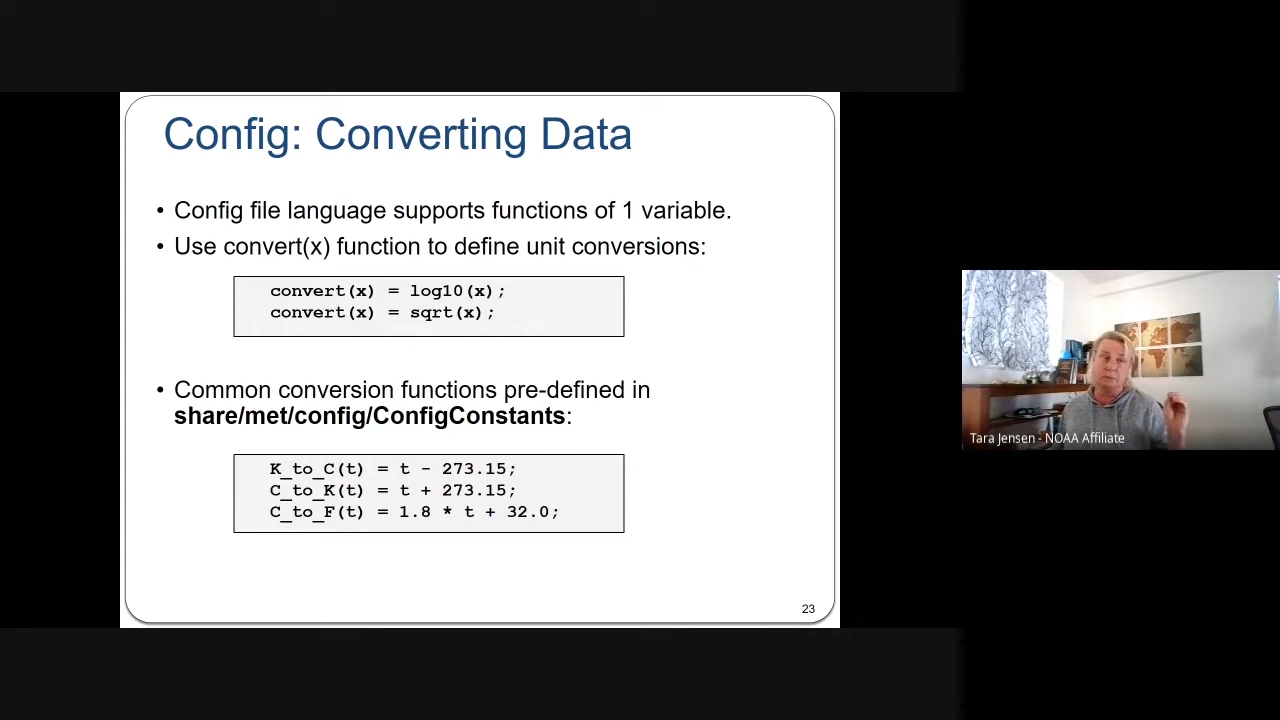 Config: Converting Data
• Config file language supports functions of 1 variable.
• Use convert(x) function to define unit conversions:
convert(x) = log10(x);
convert(x) = sqrt(x);
• Common conversion functions pre-defined in
share/met/config/ConfigConstants:
K_to_C(t) = t - 273.15;
C_to_K(t) = t + 273.15;
C_to_F(t) = 1.8 * t + 32.0;
23
Tara Jensen - NOAA Affiliate